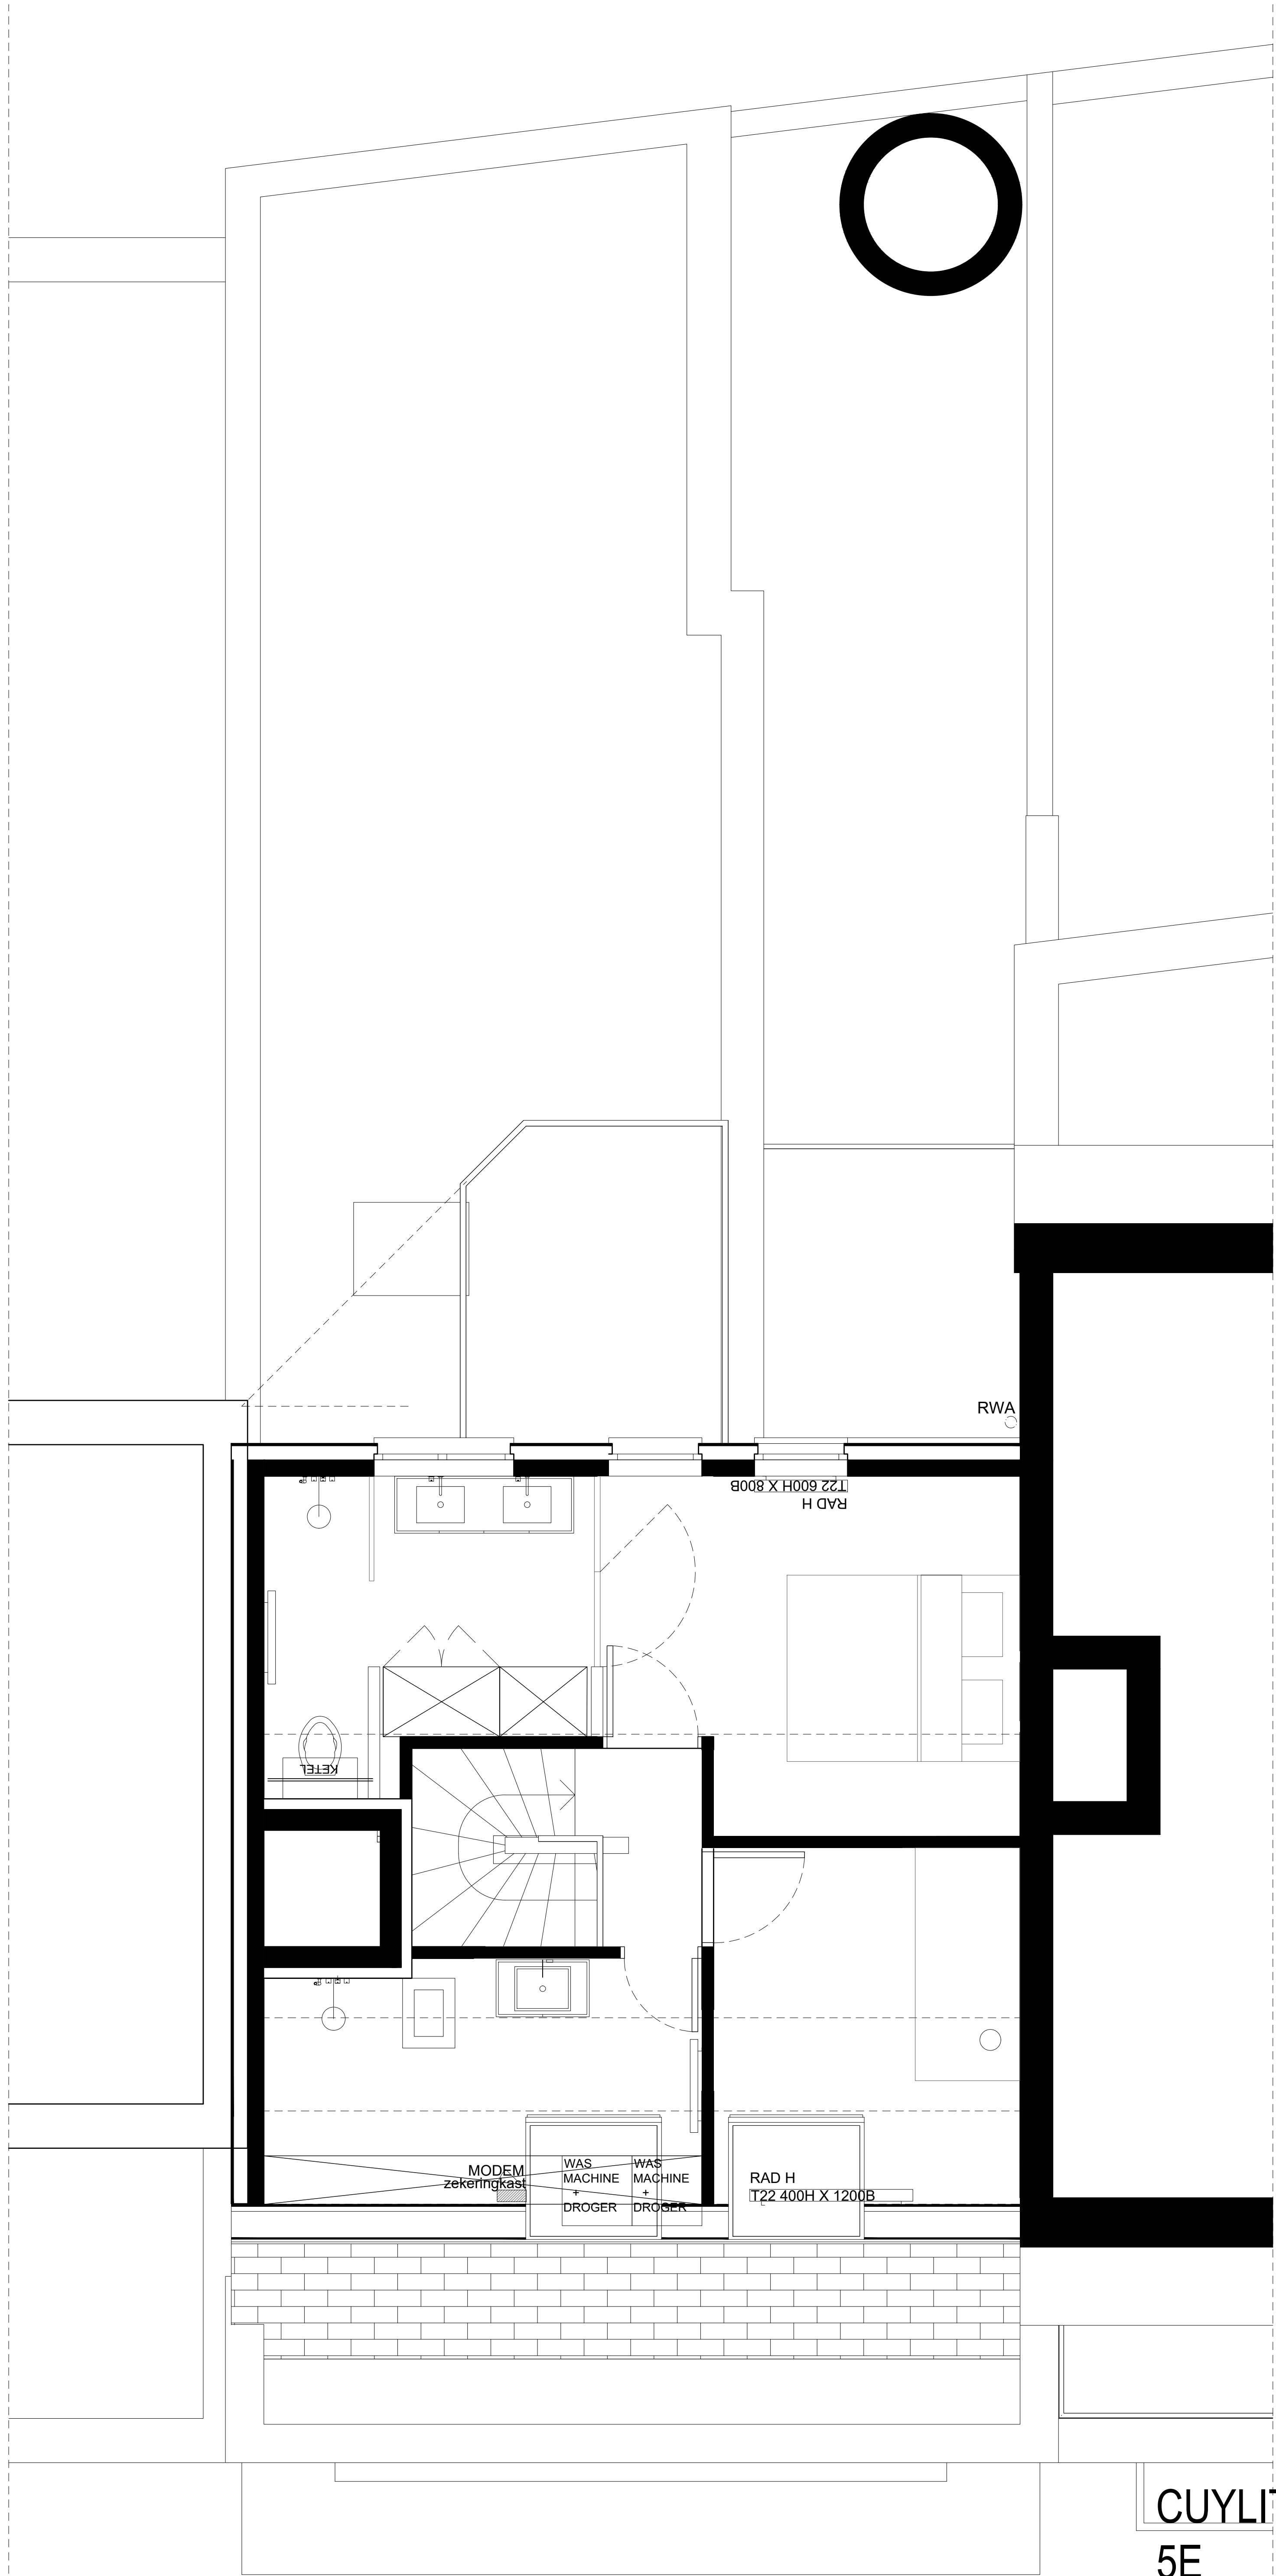 RWA
T22 600H X 800B
RAD H
KETEL
MODEM
zekeringkast
WAS
MACHINE
+
DROGER
WAS
MACHINE
+
DROGER
RAD H
T22 400H X 1200B
CUYLIT
5E